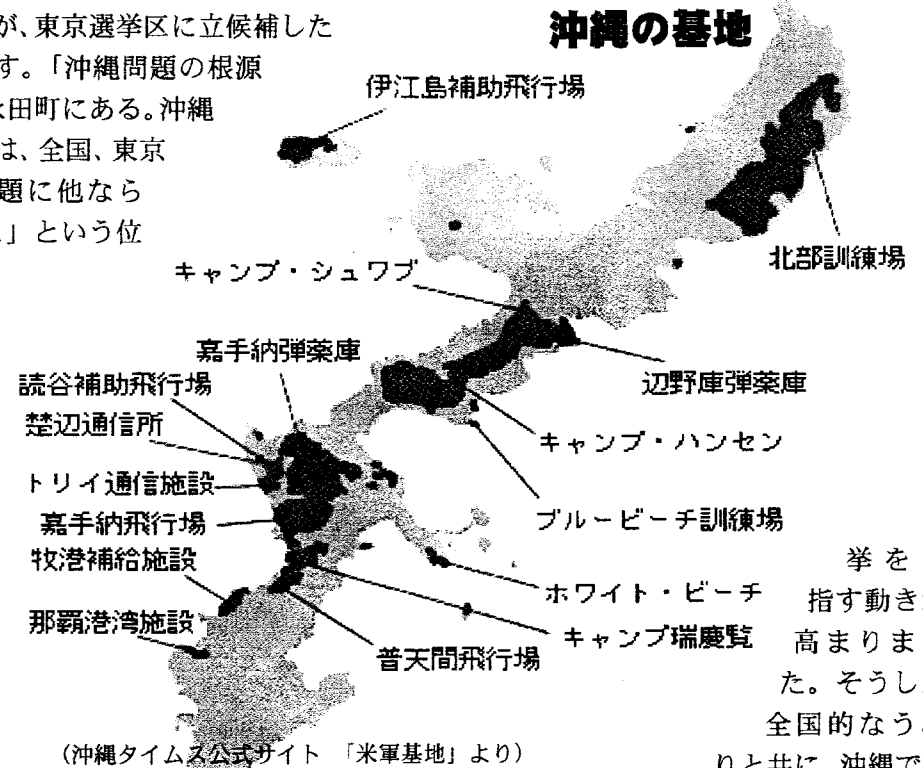 が、東京選挙区に立候補した
す。「沖縄問題の根源
永田町にある。沖縄
は、全国、東京
題に他なら
」という位
沖縄の基地
伊江島補助飛行場
北部訓練場
キャンプ・シュワブ
嘉手納弾薬庫
辺野庫弾薬庫
読谷補助飛行場
楚辺通信所
キャンプ・ハンセン
トリイ通信施設
嘉手納飛行場
ブルービーチ訓練場
牧港補給施設
ホワイト・ビーチ
那覇港湾施設
キャンプ瑞慶覧
普天間飛行場
(沖縄タイムス公式サイト 「米軍基地」より)
挙を
指す動き
高まりま
た。そうし
全国的なう
りと共に、沖縄で